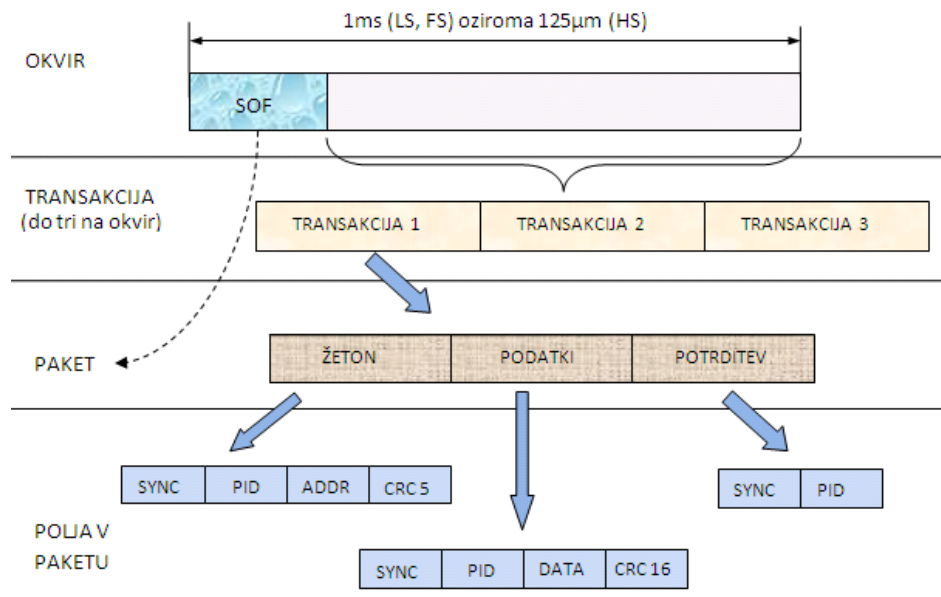 1ms (LS, FS) oziroma 125µm (HS)
OKVIR
SOF
TRANSAKCIJA
(do tri na okvir)
TRANSAKCIJA 1
TRANSAKCIJA 2
TRANSAKCIJA 3
PAKET
ŽETON
PODATKI
POTRDITEV
SYNC
PID
ADDR
CRC 5
SYNC
PID
POLJA V
PAKETU
SYNC
PID
DATA
CRC 16